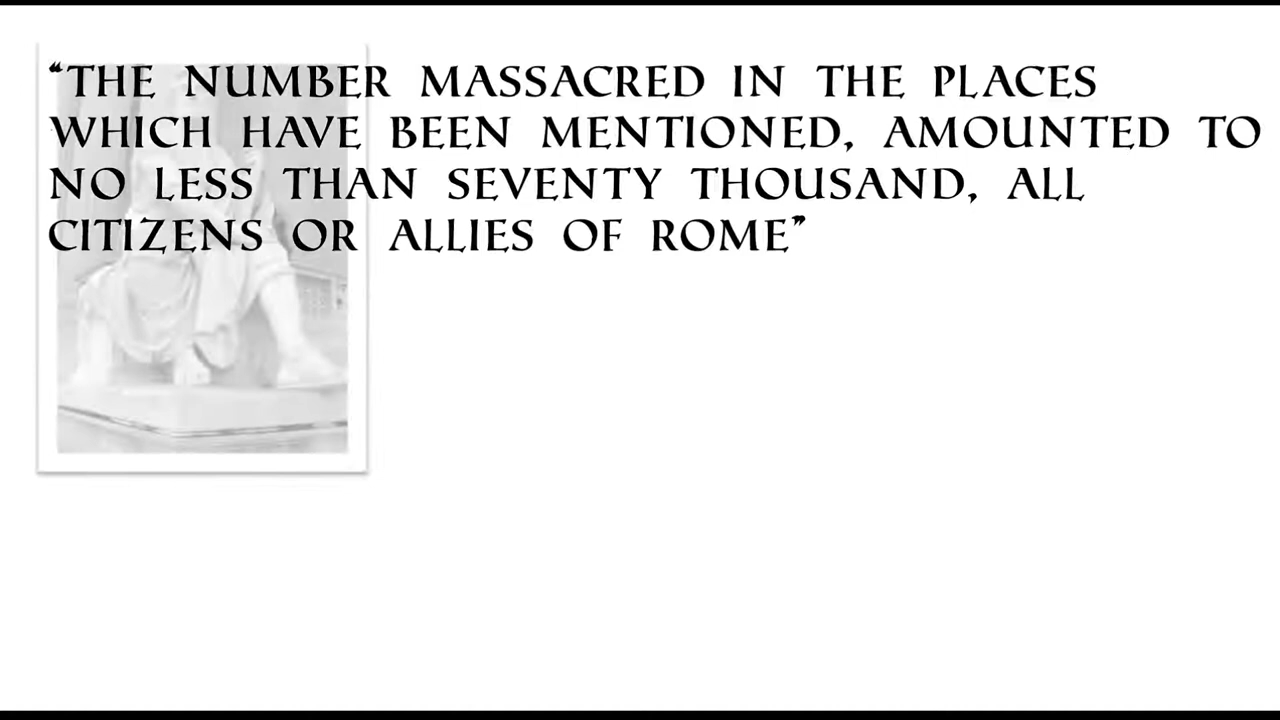 “THE NUMBER MASSACRED IN THE PLACES
WHICH HAVE BEEN MENTIONED, AMOUNTED TO
NO LESS THAN SEVENTY THOUSAND, ALL
CITIZENS OR ALLIES OF ROME”